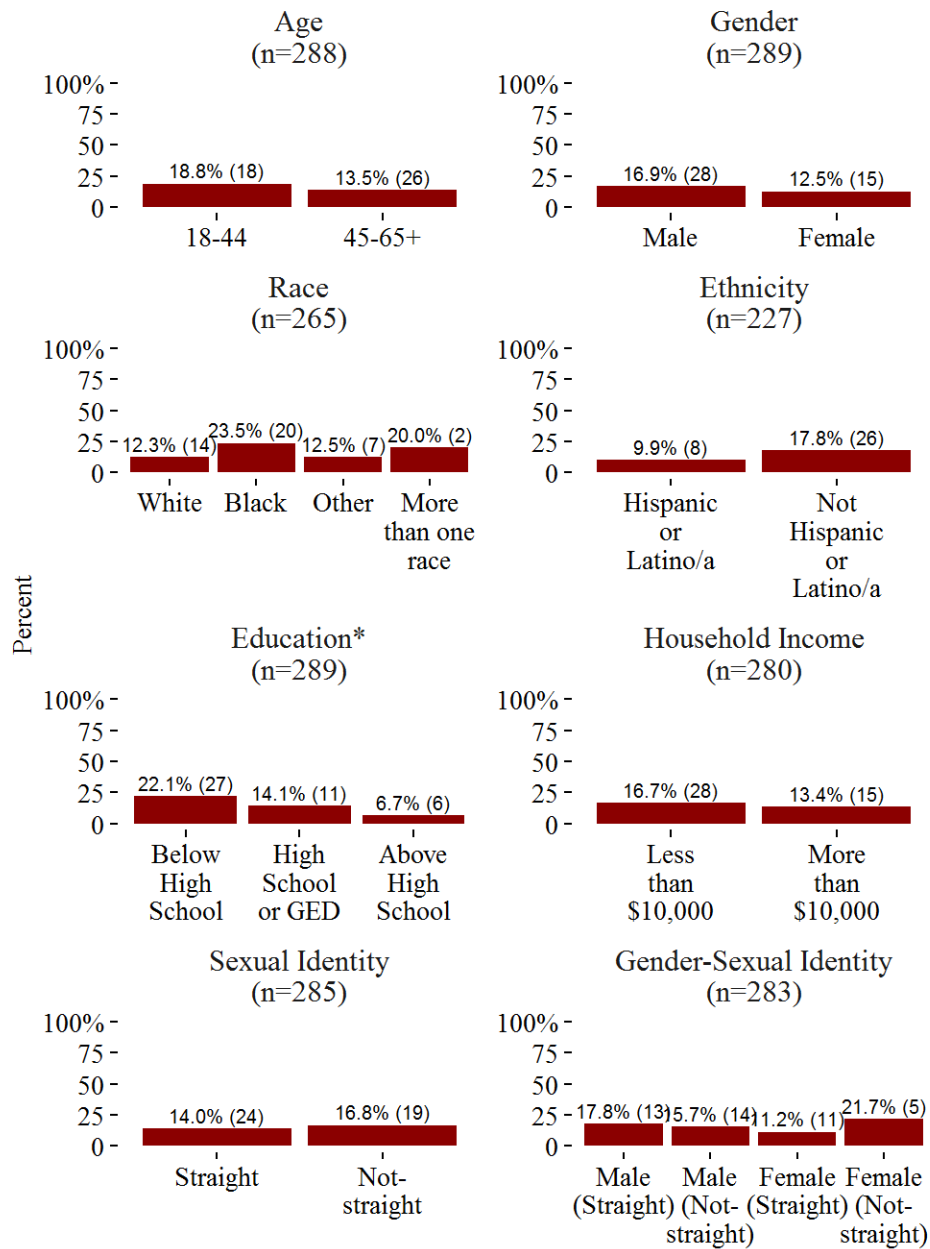 Age
(n=288)
100%
75
50
25
0
18.8% (18)
13.5% (26)
18-44
45-65+
Gender
(n=289)
100%
75
50
25
0
16.9% (28)
12.5% (15)
Male
Female
Race
(n=265)
100%
75
50
25
0
12.3% (14)
23.5% (20)
12.5% (7)
20.0% (2)
White
Black
Other
More
than one
race
Ethnicity
(n=227)
100%
75
50
25
0
9.9% (8)
17.8% (26)
Hispanic
or
Latino/a
Not
Hispanic
or
Latino/a
Percent
Education*
(n=289)
100%
75
50
25
0
22.1% (27)
14.1% (11)
6.7% (6)
Below
High
School
High
School
or GED
Above
High
School
Household Income
(n=280)
100%
75
50
25
0
16.7% (28)
13.4% (15)
Less
than
$10,000
More
than
$10,000
Sexual Identity
(n=285)
100%
75
50
25
0
14.0% (24)
16.8% (19)
Straight
Not-
straight
Gender-Sexual Identity
(n=283)
100%
75
50
25
0
17.8% (13)
15.7% (14)
11.2% (11)
21.7% (5)
Male
(Straight)
Male
(Not-
straight)
Female
(Straight)
Female
(Not-
straight)